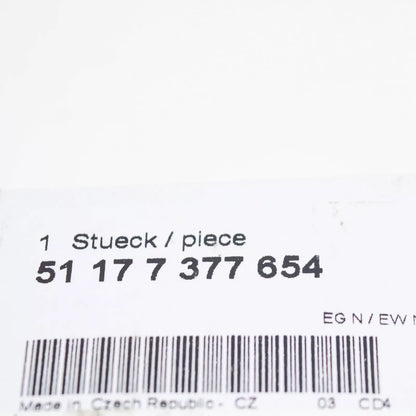 1 Stueck / piece
51 17 7 377 654
EG N / EW N
Made in Czech Republic - CZ 03 CD4